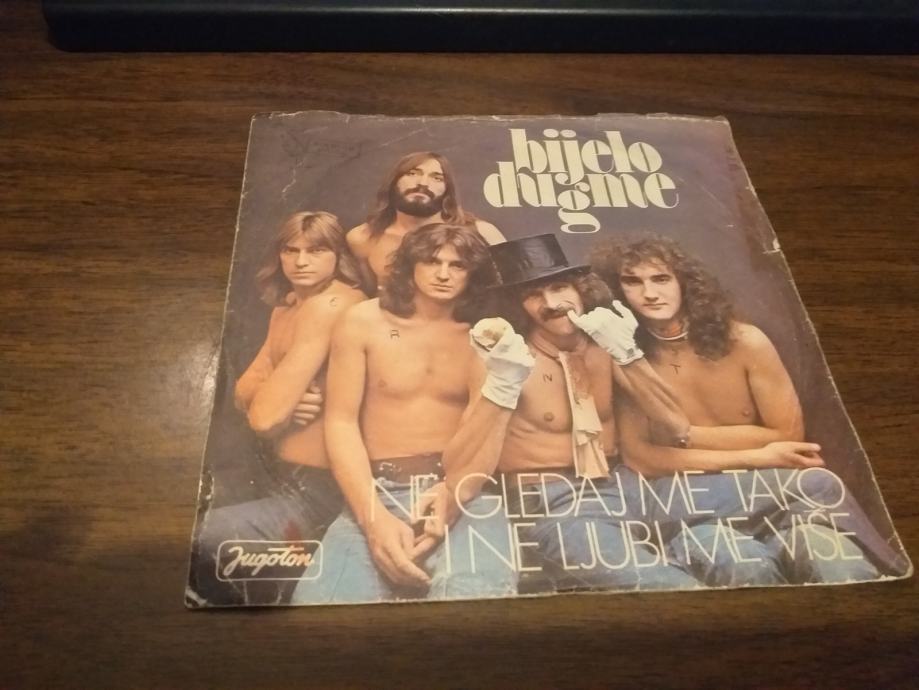 bijelo
dugme
C
R
N
T
NE GLEDAJ ME TAKO
I NE LJUBI ME VIŠE
Jugoton